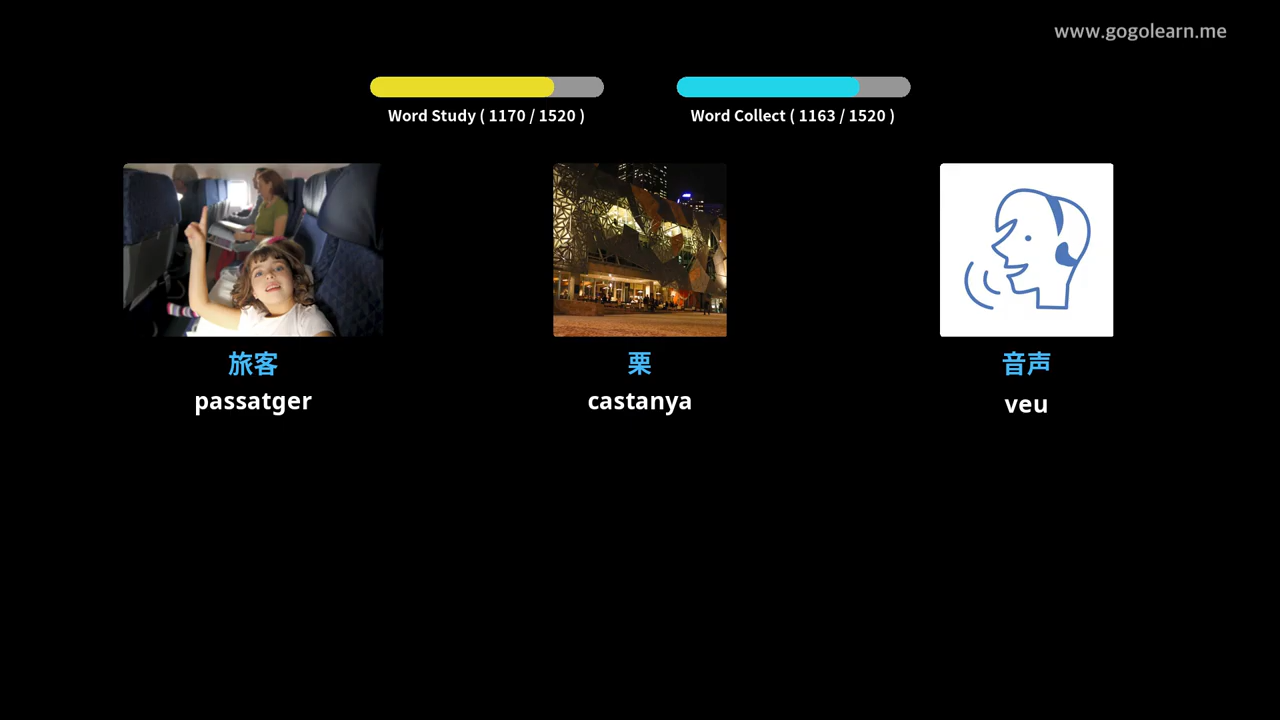 www.gogolearn.me
Word Study ( 1170 / 1520 )
Word Collect ( 1163 / 1520 )
旅客
passatger
栗
castanya
音声
veu